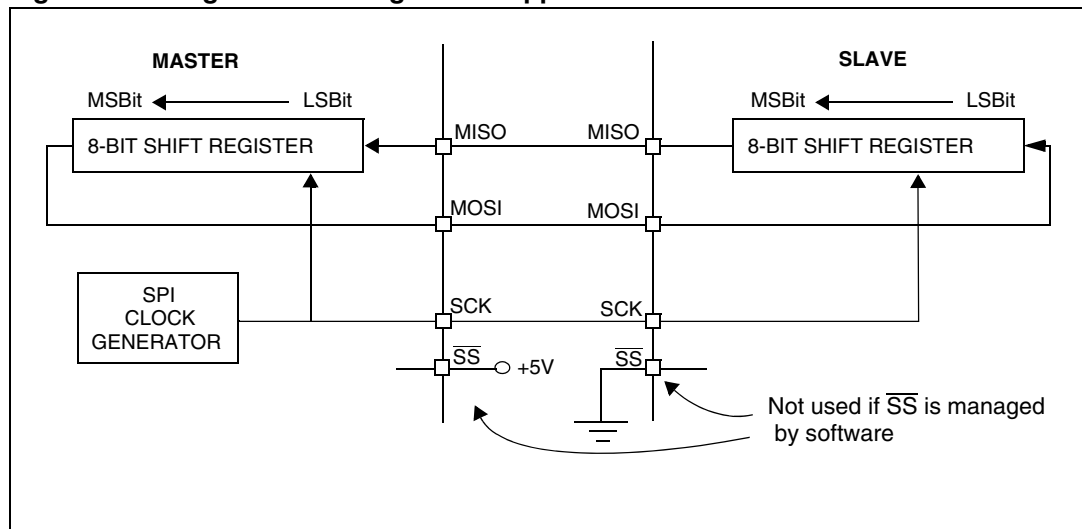 MASTER
SLAVE
MSBit LSBit
MSBit LSBit
8-BIT SHIFT REGISTER
MISO
MISO
8-BIT SHIFT REGISTER
MOSI
MOSI
SPI
CLOCK
GENERATOR
SCK
SCK
SS
+5V
SS
Not used if SS is managed
by software